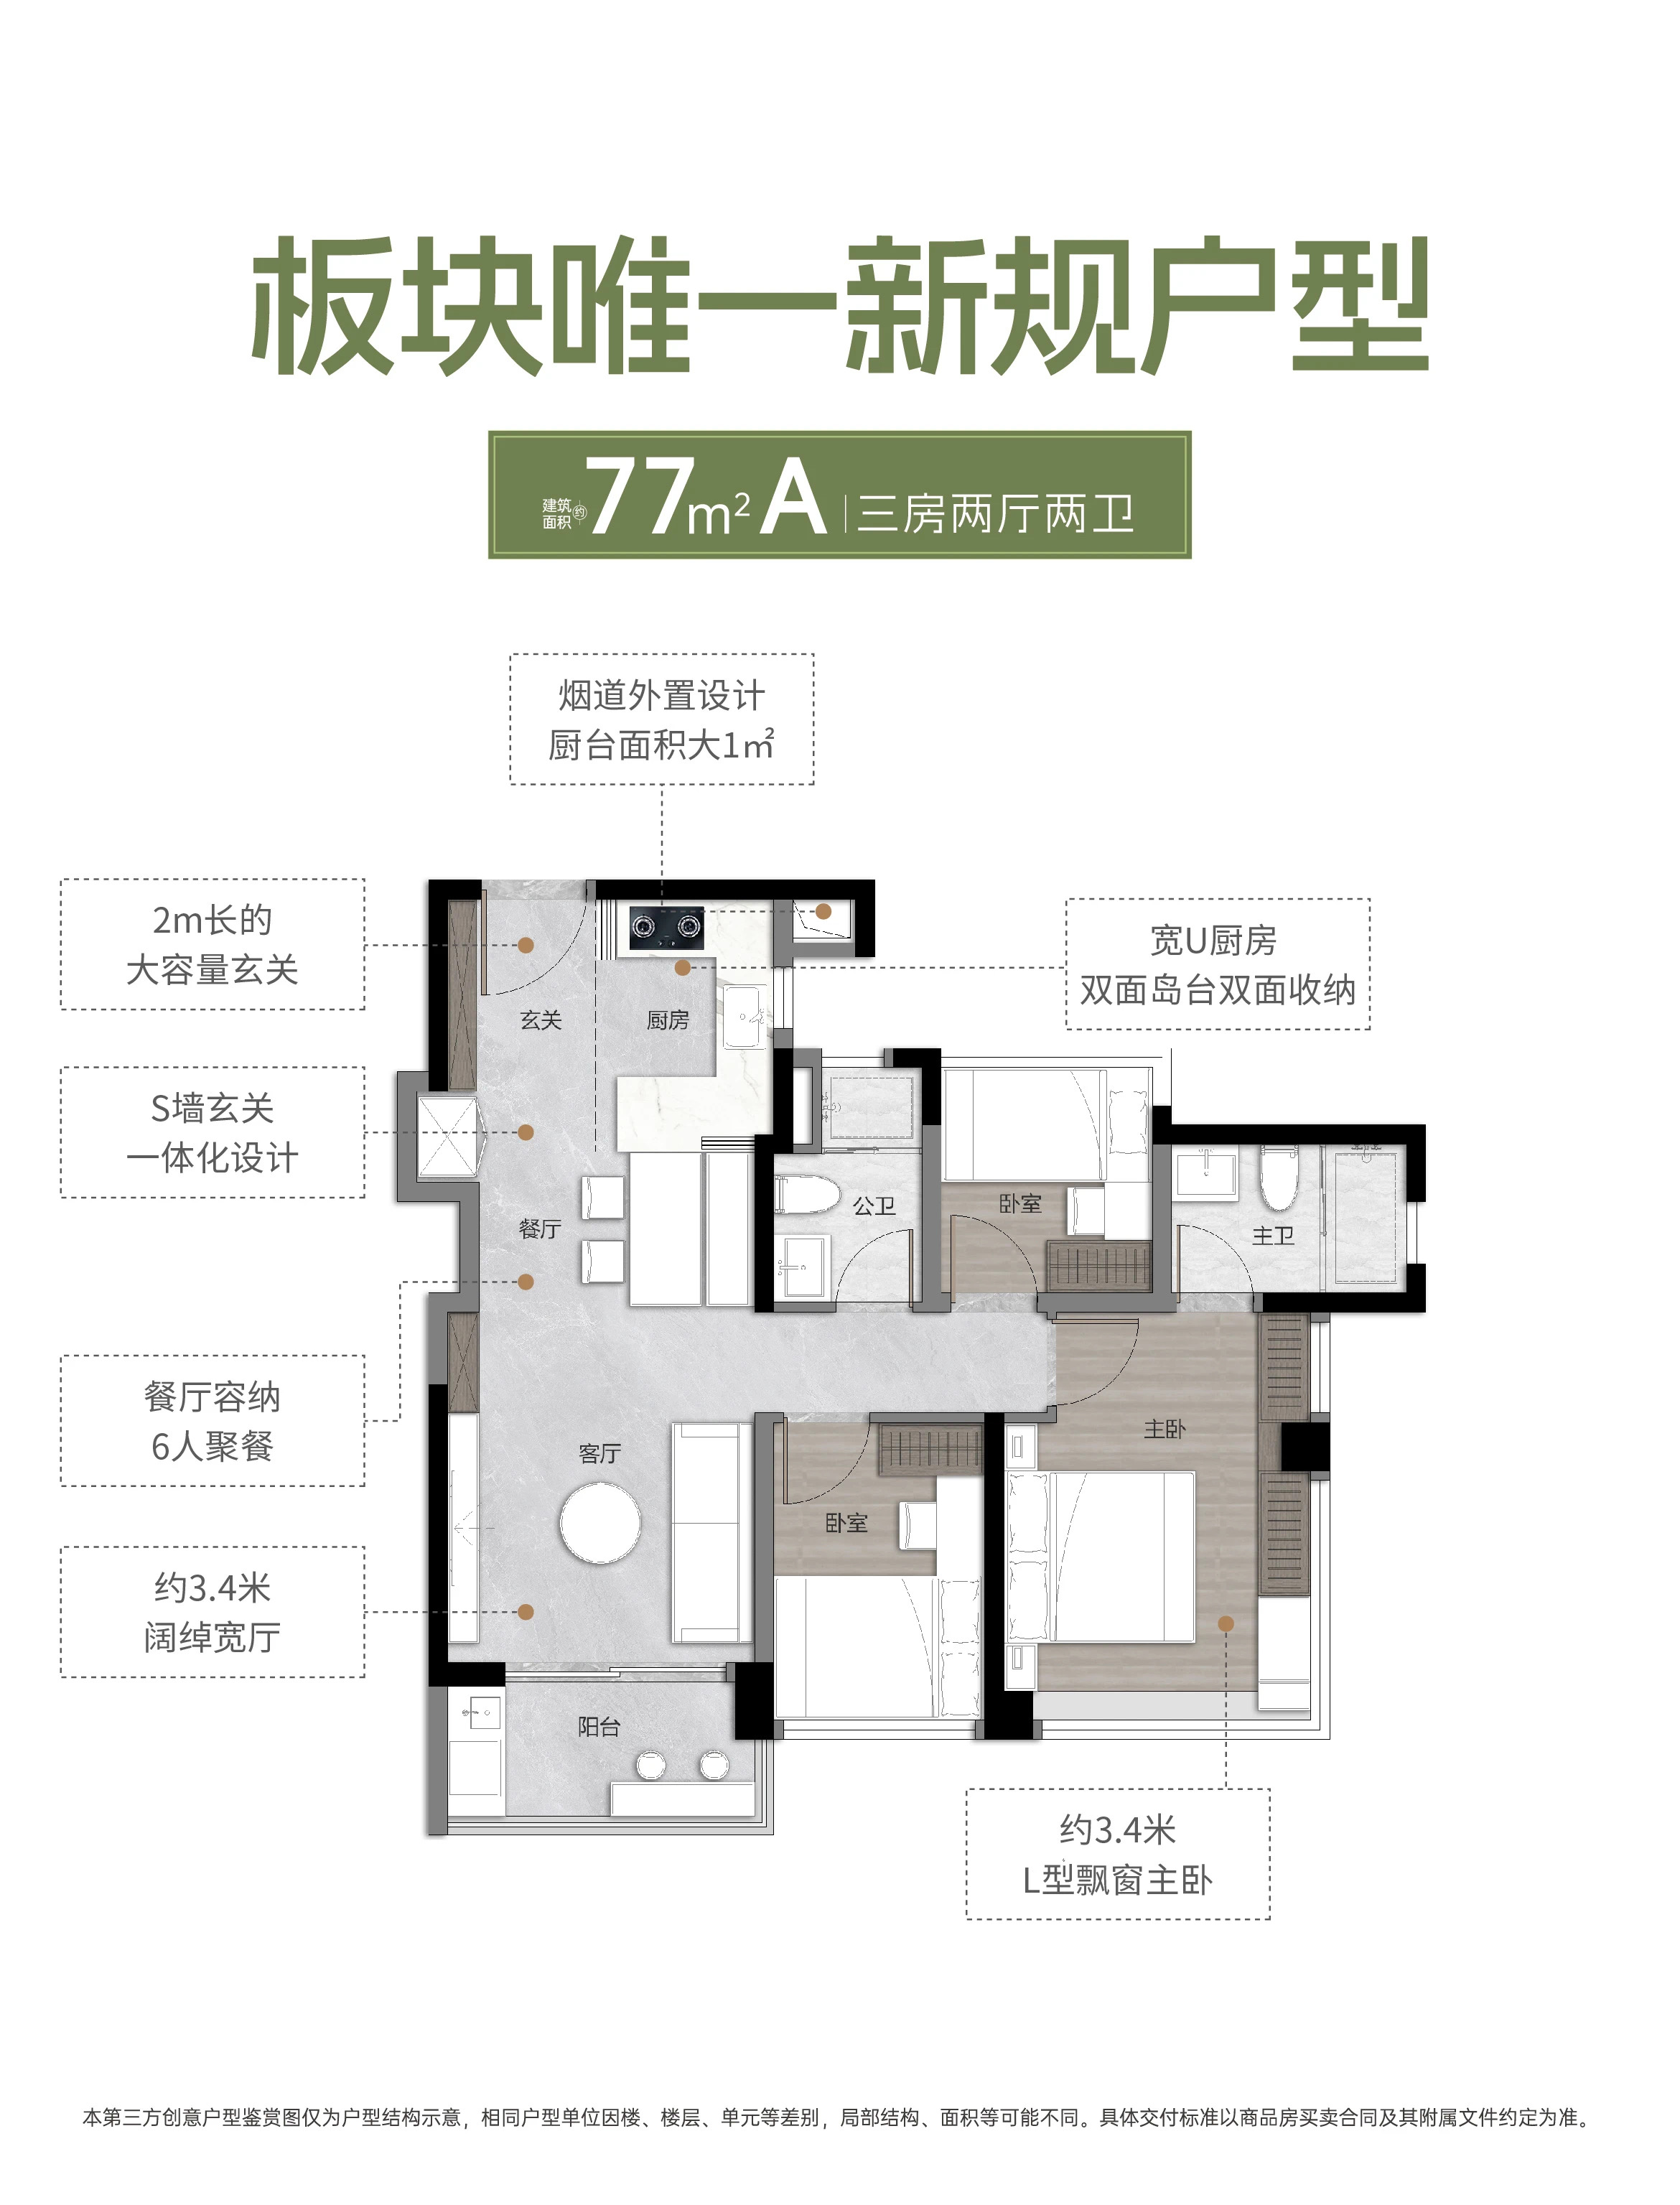 板块唯一新规户型
建筑面积约77m²A|三房两厅两卫
烟道外置设计
厨台面积大1㎡
2m长的
大容量玄关
宽U厨房
双面岛台双面收纳
玄关
厨房
S墙玄关
一体化设计
公卫
卧室
主卫
餐厅
餐厅容纳
6人聚餐
主卧
客厅
卧室
约3.4米
阔绰宽厅
阳台
约3.4米
L型飘窗主卧
本第三方创意户型鉴赏图仅为户型结构示意，相同户型单位因楼、楼层、单元等差别，局部结构、面积等可能不同。具体交付标准以商品房买卖合同及其附属文件约定为准。